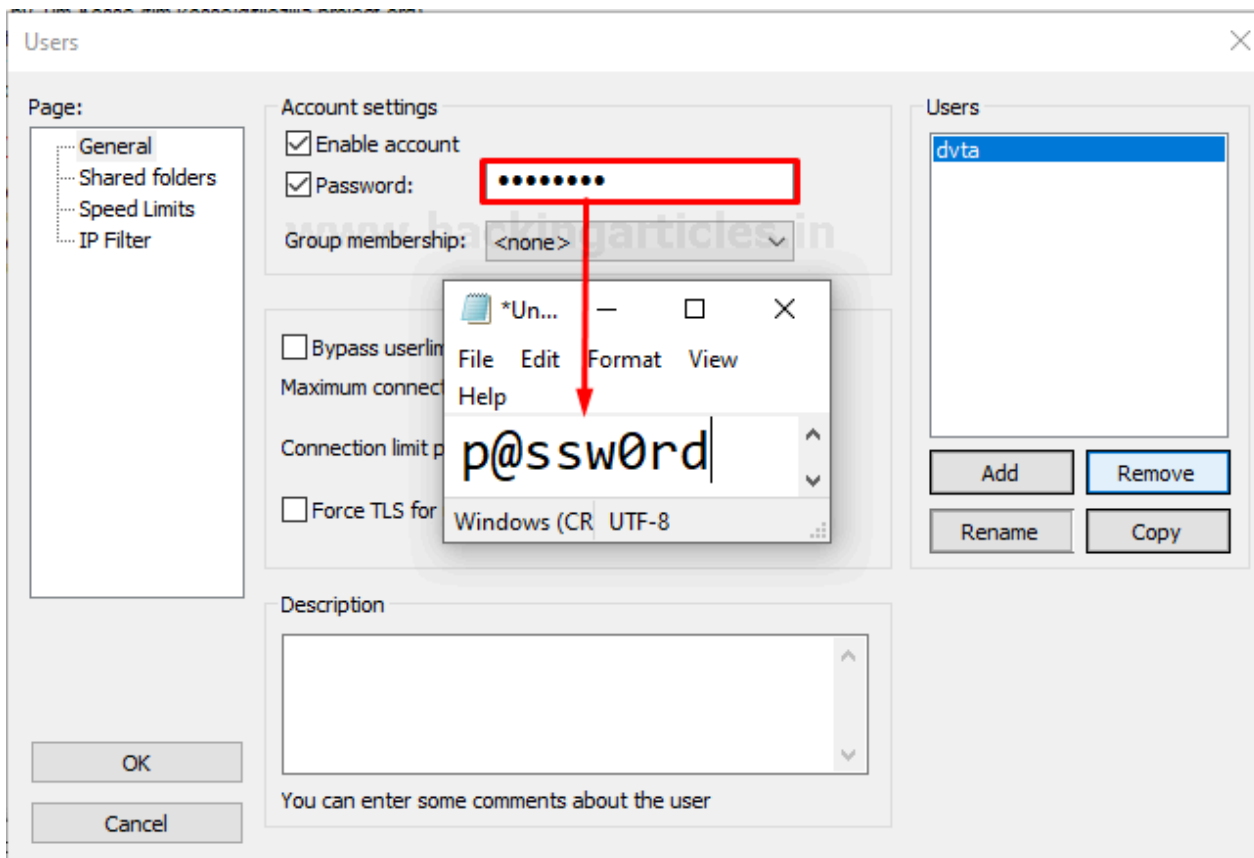 Users
Page:
General
Shared folders
Speed Limits
IP Filter
Account settings
Enable account
Password:
Group membership: <none>
www.hackingarticles.in
Bypass userlim
Maximum connect
Connection limit p
Force TLS for
*Un...
File Edit Format View
Help
p@ssw0rd
Windows (CR UTF-8
Description
You can enter some comments about the user
Users
dvta
Add Remove
Rename Copy
OK
Cancel